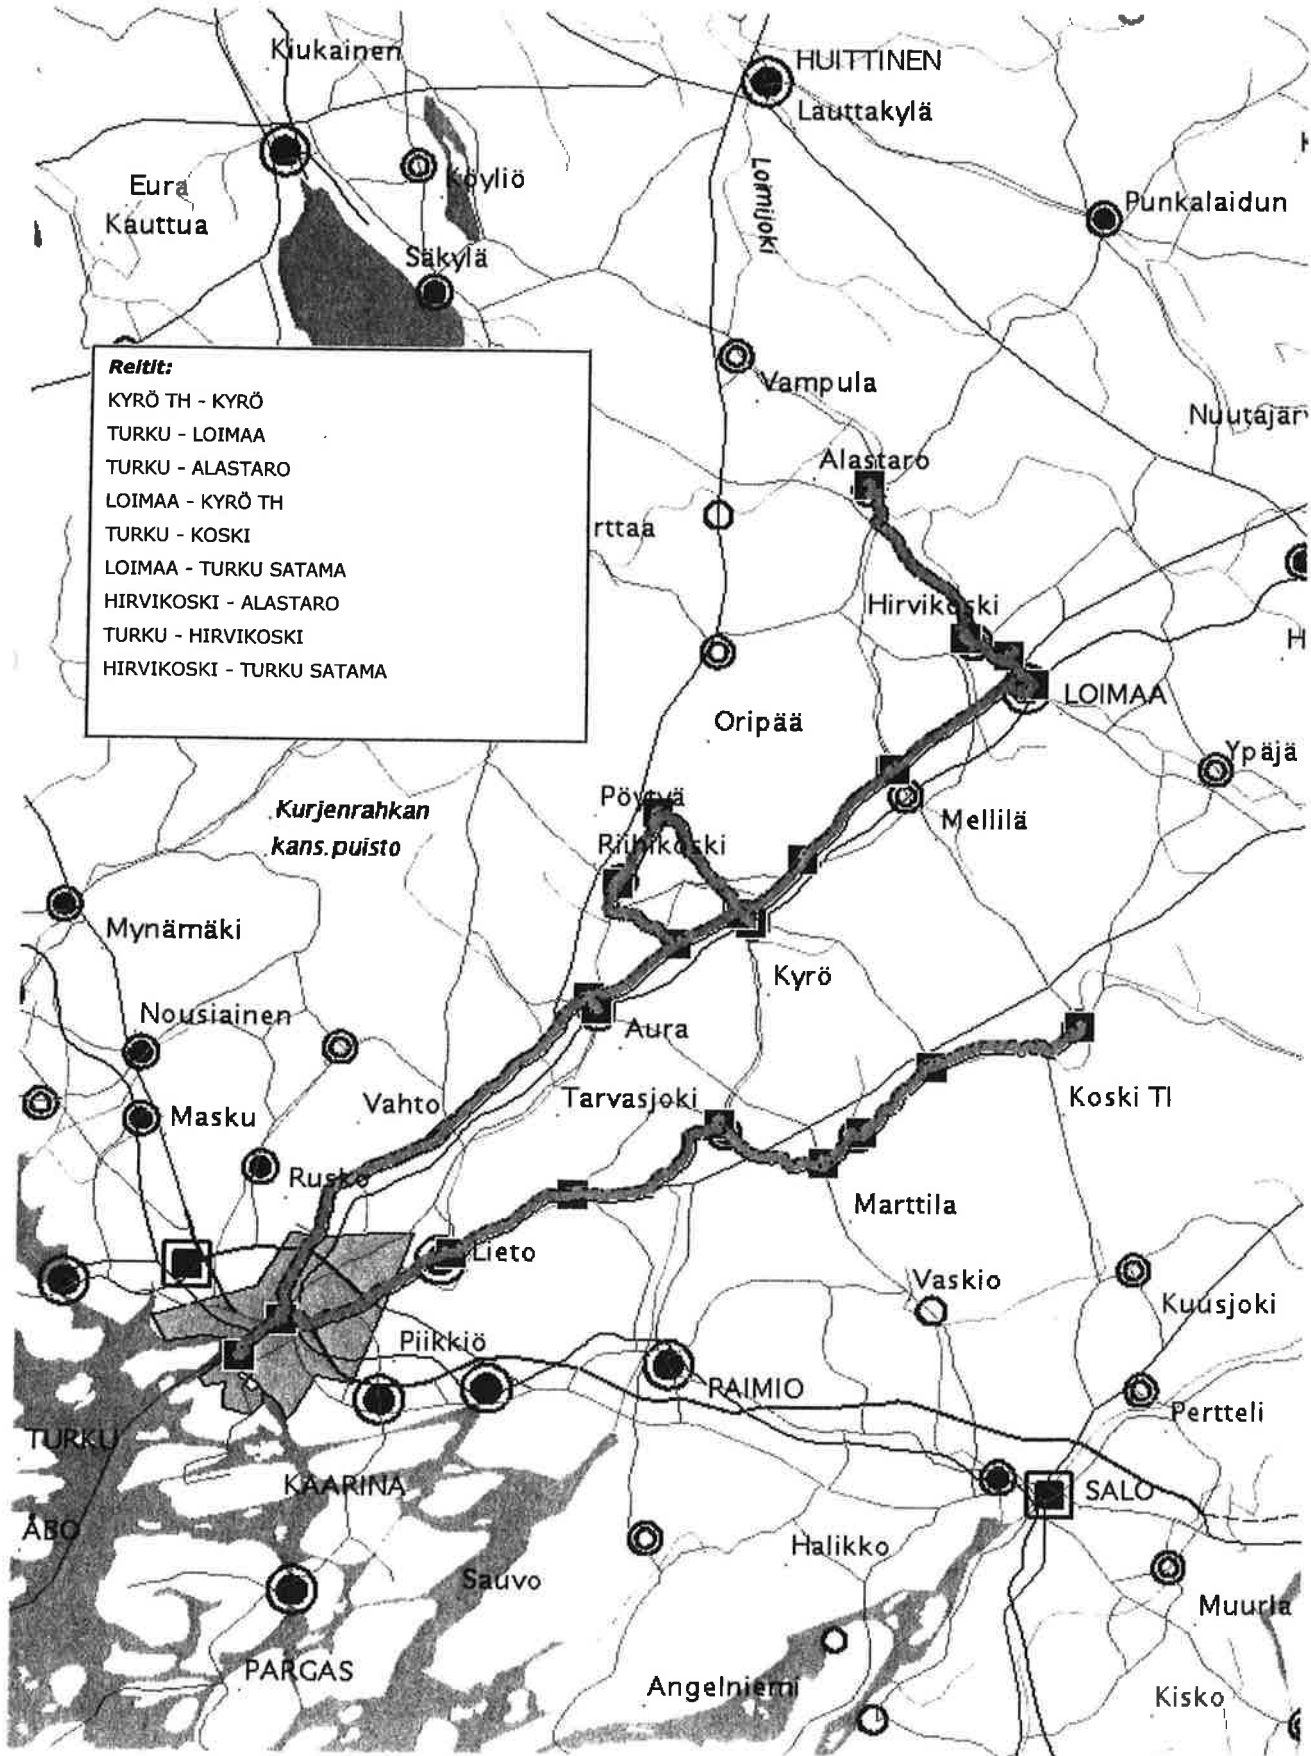 Kiukainen
HUITTINEN
Lauttakylä
Köyliö
Eura
Kauttua
Loimijoki
Punkalaidun
Säkylä
Reitit:
KYRÖ TH - KYRÖ
TURKU - LOIMAA
TURKU - ALASTARO
LOIMAA - KYRÖ TH
TURKU - KOSKI
LOIMAA - TURKU SATAMA
HIRVIKOSKI - ALASTARO
TURKU - HIRVIKOSKI
HIRVIKOSKI - TURKU SATAMA
Vampula
Nuutajärv
Alastaro
rttaa
Hirvikoski
H
LOIMAA
Oripää
Ypäjä
Pöytyä
Kurjenrahkan
kans.puisto
Mellilä
Riihikoski
Mynämäki
Kyrö
Nousiainen
Aura
Vahto
Tarvasjoki
Koski Tl
Masku
Rusko
Marttila
Lieto
Vaskio
Kuusjoki
Piikkiö
PAIMIO
Pertteli
TURKU
KAARINA
SALO
ÅBO
Halikko
Sauvo
Muurla
PARGAS
Angelniemi
Kisko